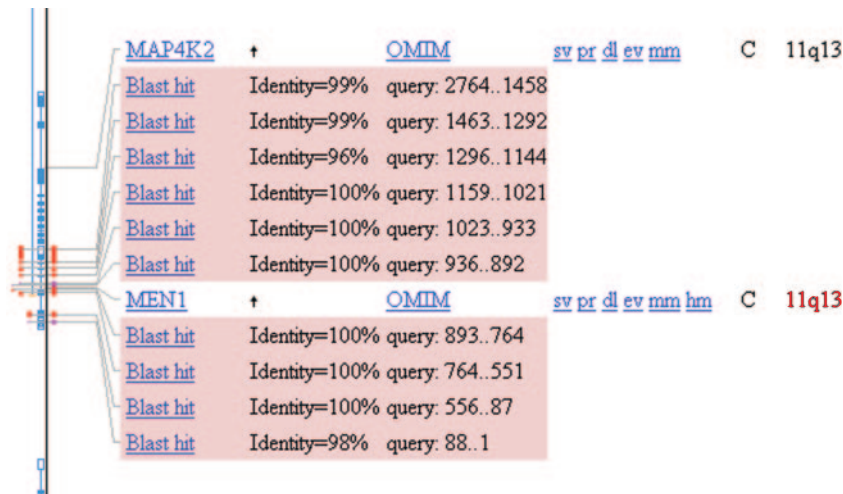 MAP4K2 ↑ OMIM sv pr dl ev mm C 11q13
Blast hit Identity=99% query: 2764..1458
Blast hit Identity=99% query: 1463..1292
Blast hit Identity=96% query: 1296..1144
Blast hit Identity=100% query: 1159..1021
Blast hit Identity=100% query: 1023..933
Blast hit Identity=100% query: 936..892
MEN1 ↑ OMIM sv pr dl ev mm hm C 11q13
Blast hit Identity=100% query: 893..764
Blast hit Identity=100% query: 764..551
Blast hit Identity=100% query: 556..87
Blast hit Identity=98% query: 88..1